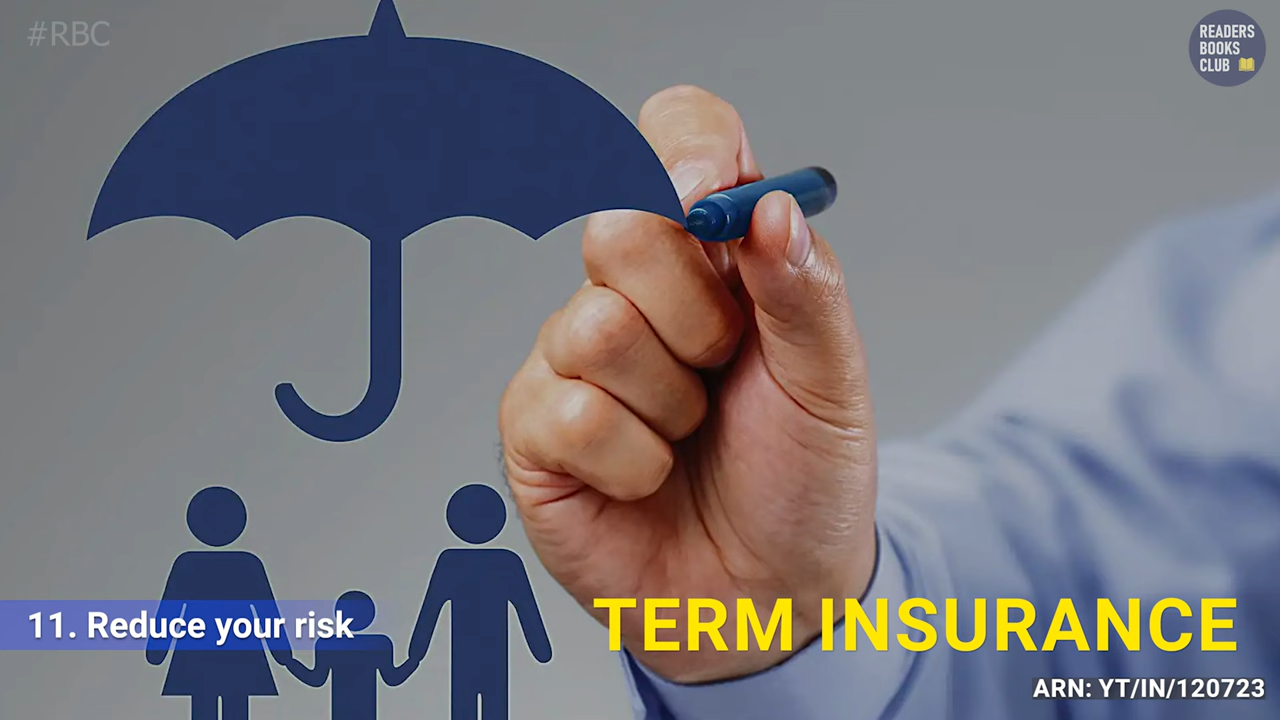 #RBC
READERS
BOOKS
CLUB
11. Reduce your risk
TERM INSURANCE
ARN: YT/IN/120723